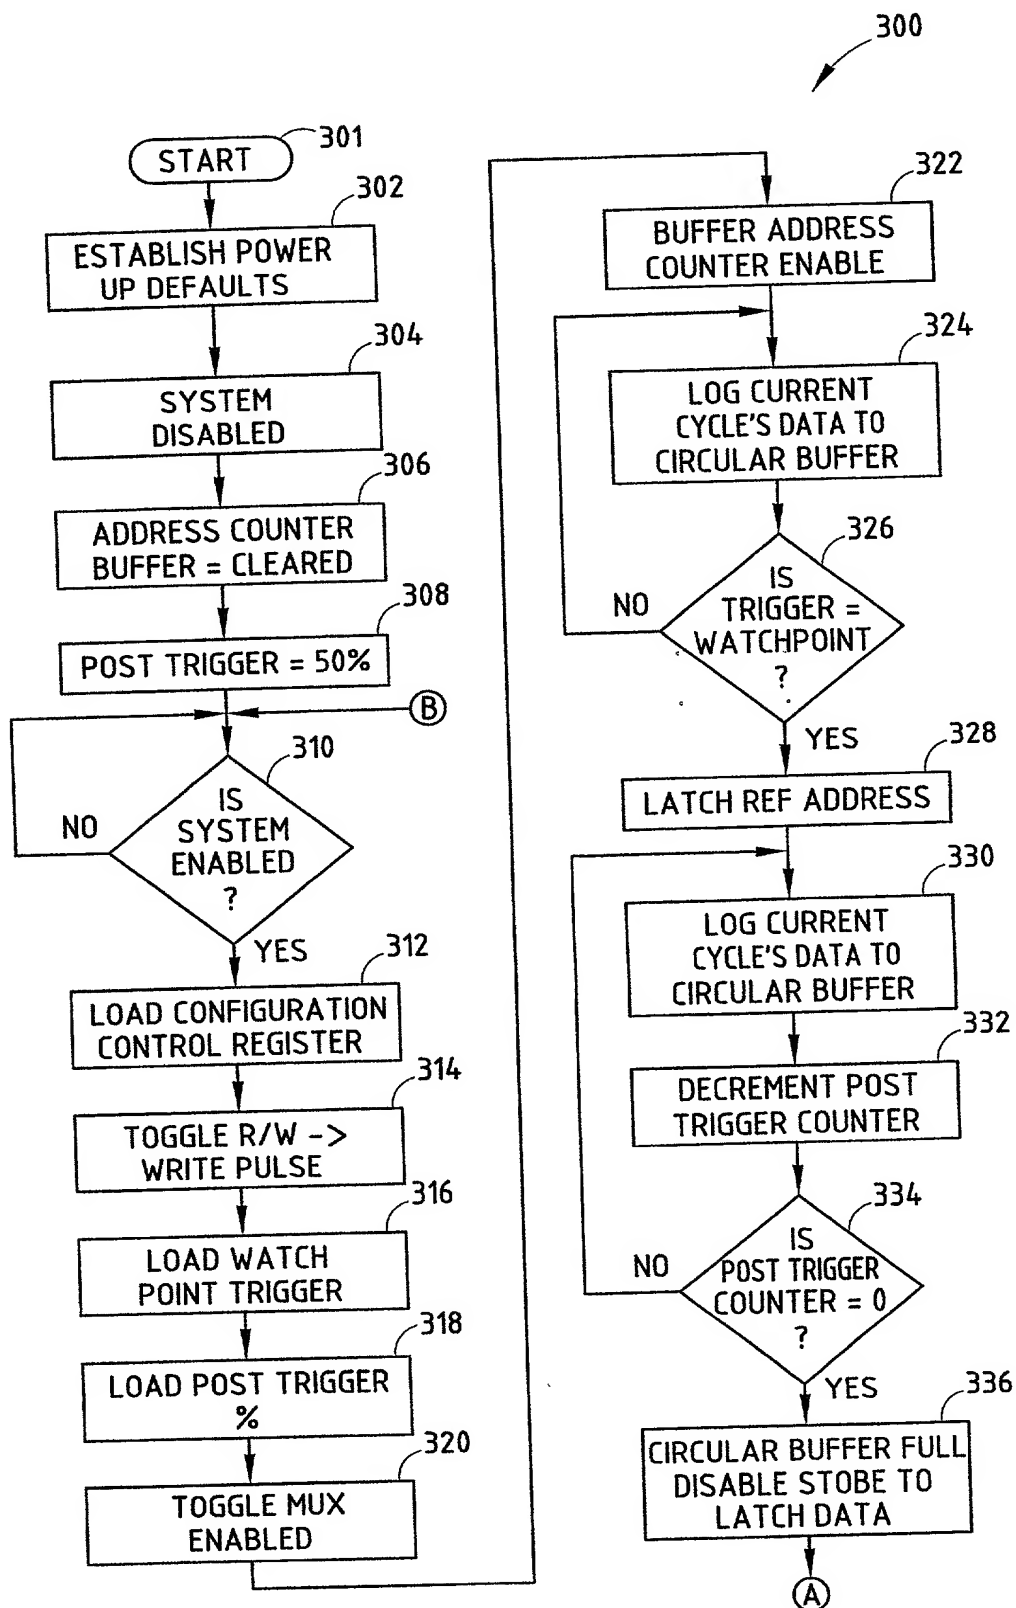 300
START
301
302
ESTABLISH POWER
UP DEFAULTS
304
SYSTEM
DISABLED
306
ADDRESS COUNTER
BUFFER = CLEARED
308
POST TRIGGER = 50%
B
310
IS
SYSTEM
ENABLED
?
NO
YES
312
LOAD CONFIGURATION
CONTROL REGISTER
314
TOGGLE R/W ->
WRITE PULSE
316
LOAD WATCH
POINT TRIGGER
318
LOAD POST TRIGGER
%
320
TOGGLE MUX
ENABLED
322
BUFFER ADDRESS
COUNTER ENABLE
324
LOG CURRENT
CYCLE'S DATA TO
CIRCULAR BUFFER
326
IS
TRIGGER =
WATCHPOINT
?
NO
YES
328
LATCH REF ADDRESS
330
LOG CURRENT
CYCLE'S DATA TO
CIRCULAR BUFFER
332
DECREMENT POST
TRIGGER COUNTER
334
IS
POST TRIGGER
COUNTER = 0
?
NO
YES
336
CIRCULAR BUFFER FULL
DISABLE STOBE TO
LATCH DATA
A